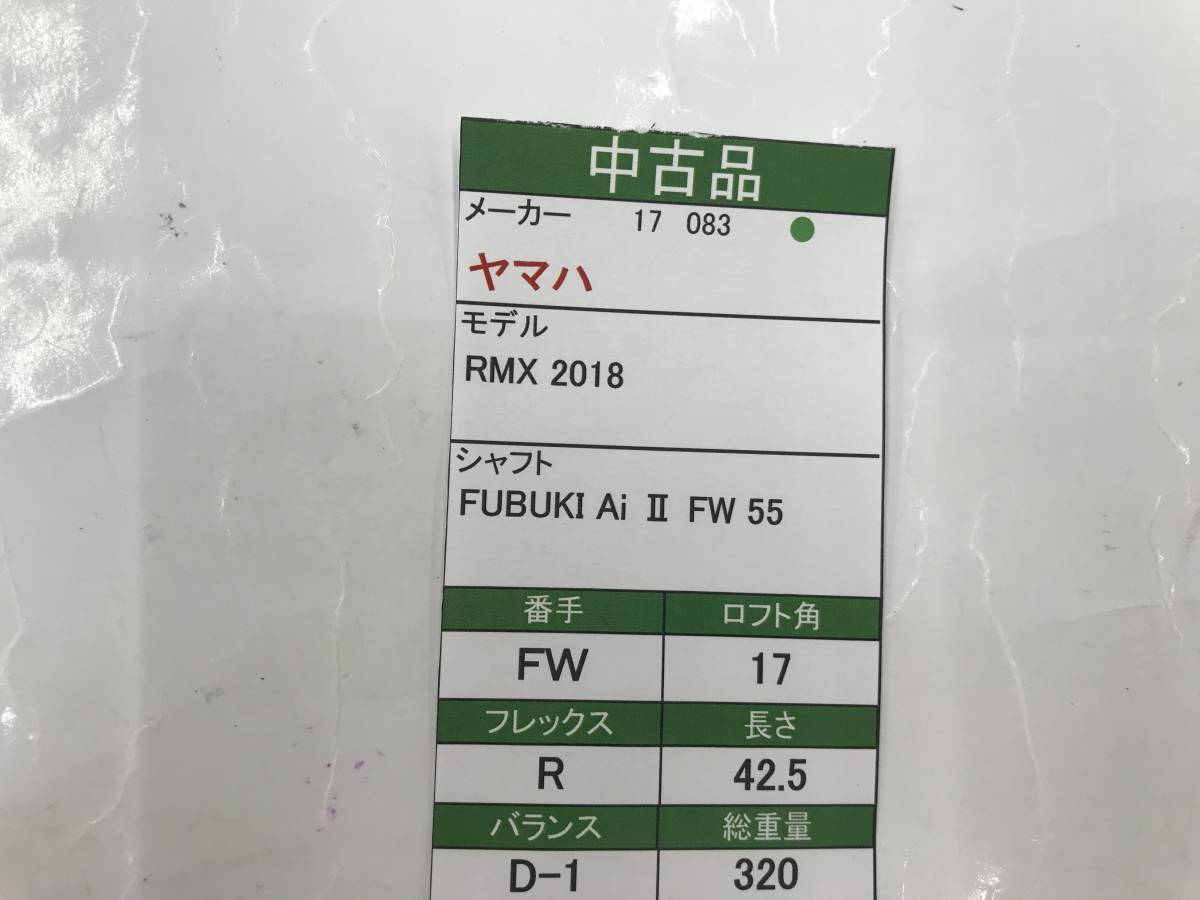 中古品
メーカー 17 083
ヤマハ
モデル
RMX 2018
シャフト
FUBUKI Ai Ⅱ FW 55
番手 ロフト角
FW 17
フレックス 長さ
R 42.5
バランス 総重量
D-1 320